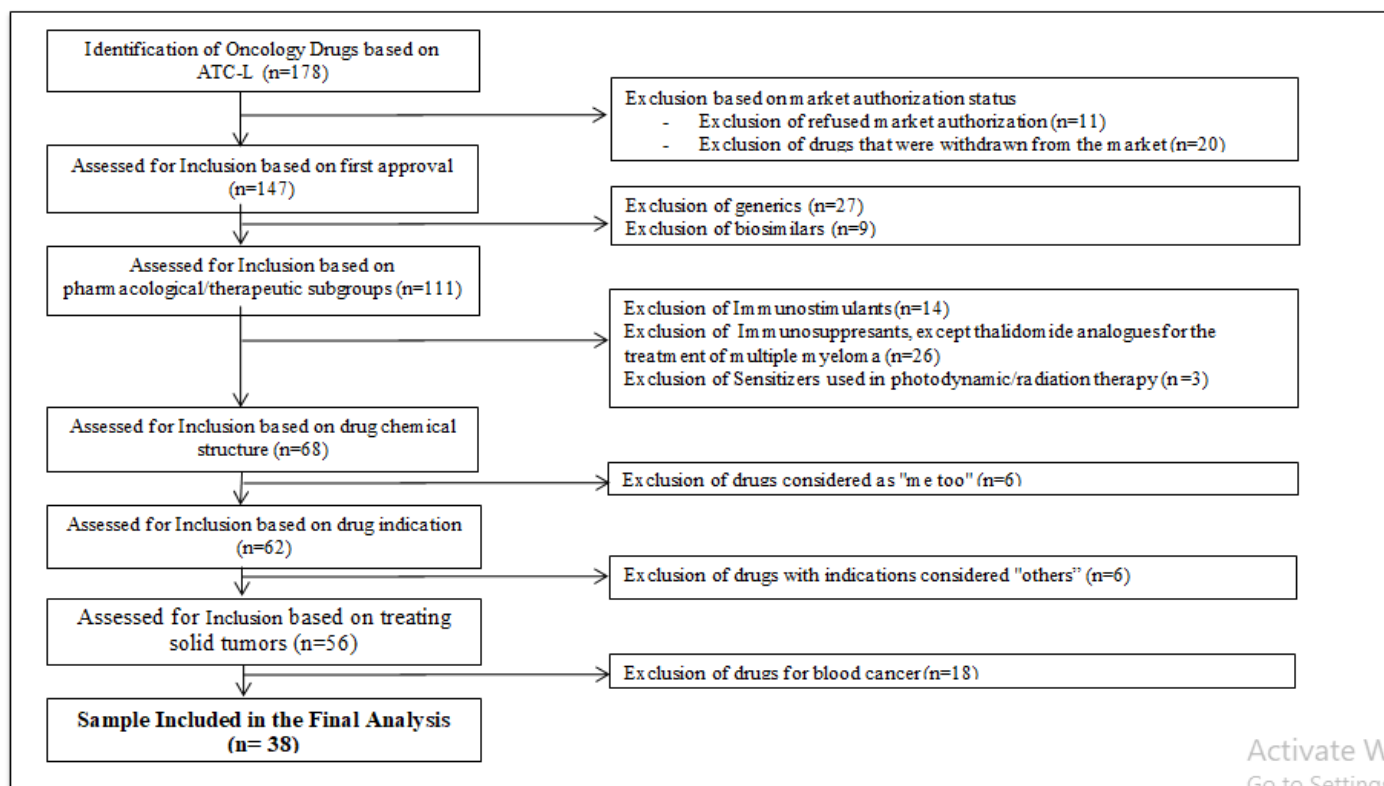 Identification of Oncology Drugs based on
ATC-L (n=178)
Exclusion based on market authorization status
- Exclusion of refused market authorization (n=11)
- Exclusion of drugs that were withdrawn from the market (n=20)
Assessed for Inclusion based on first approval
(n=147)
Exclusion of generics (n=27)
Exclusion of biosimilars (n=9)
Assessed for Inclusion based on
pharmacological/therapeutic subgroups (n=111)
Exclusion of Immunostimulants (n=14)
Exclusion of Immunosuppresants, except thalidomide analogues for the
treatment of multiple myeloma (n=26)
Exclusion of Sensitizers used in photodynamic/radiation therapy (n=3)
Assessed for Inclusion based on drug chemical
structure (n=68)
Exclusion of drugs considered as "me too" (n=6)
Assessed for Inclusion based on drug indication
(n=62)
Exclusion of drugs with indications considered "others” (n=6)
Assessed for Inclusion based on treating
solid tumors (n=56)
Exclusion of drugs for blood cancer (n=18)
Sample Included in the Final Analysis
(n= 38)
Activate W
Go to Settings